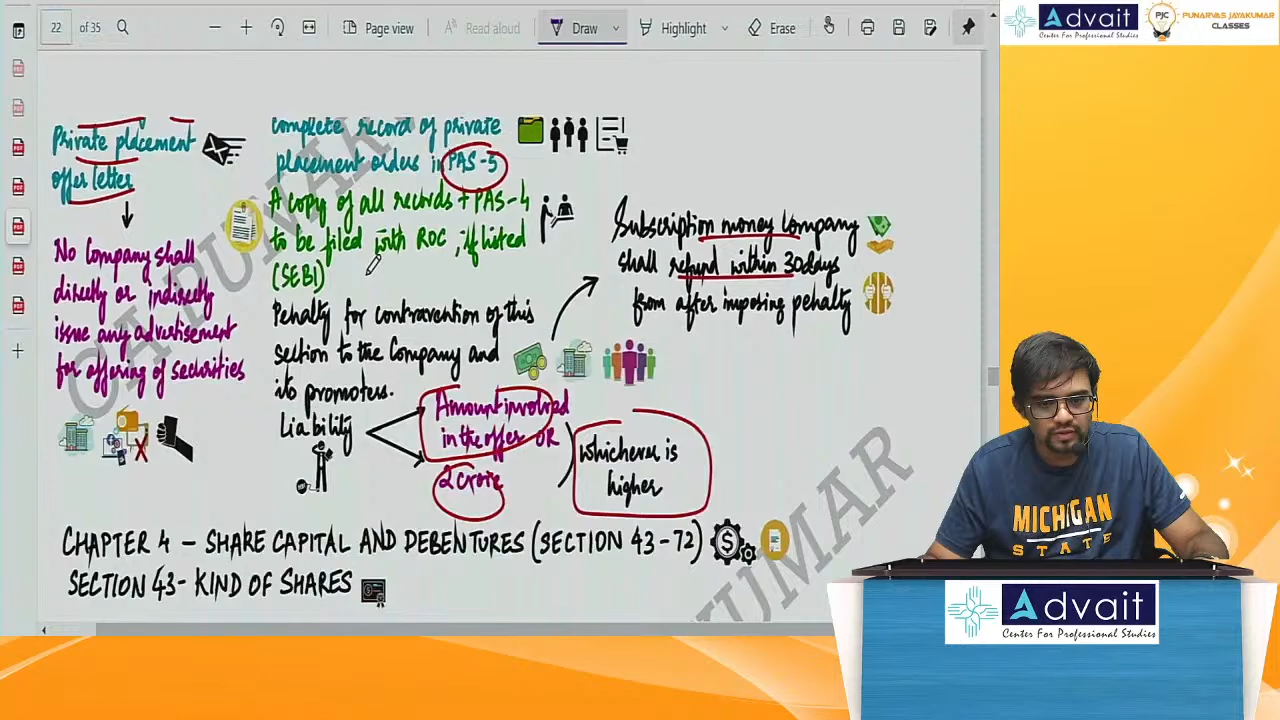 22 of 35
Page view
Read aloud
Draw
Highlight
Erase
Advait
Center For Professional Studies
PJC
PUNARVAS JAYAKUMAR
CLASSES
Private placement
offer letter
No Company shall
directly or indirectly
issue any advertisement
for offering of securities
Complete record of private
placement orders in PAS-5
A copy of all records + PAS-4
to be filed with ROC, if listed
(SEBI)
Penalty for contravention of this
section to the Company and
its promoters.
Liability
Amount involved
in the offer OR
2 crore
Whichever is
higher
Subscription money Company
shall refund within 30days
from after imposing penalty
CHAPTER 4 – SHARE CAPITAL AND DEBENTURES (SECTION 43-72)
SECTION 43- KIND OF SHARES
MICHIGAN
STATE
Advait
Center For Professional Studies